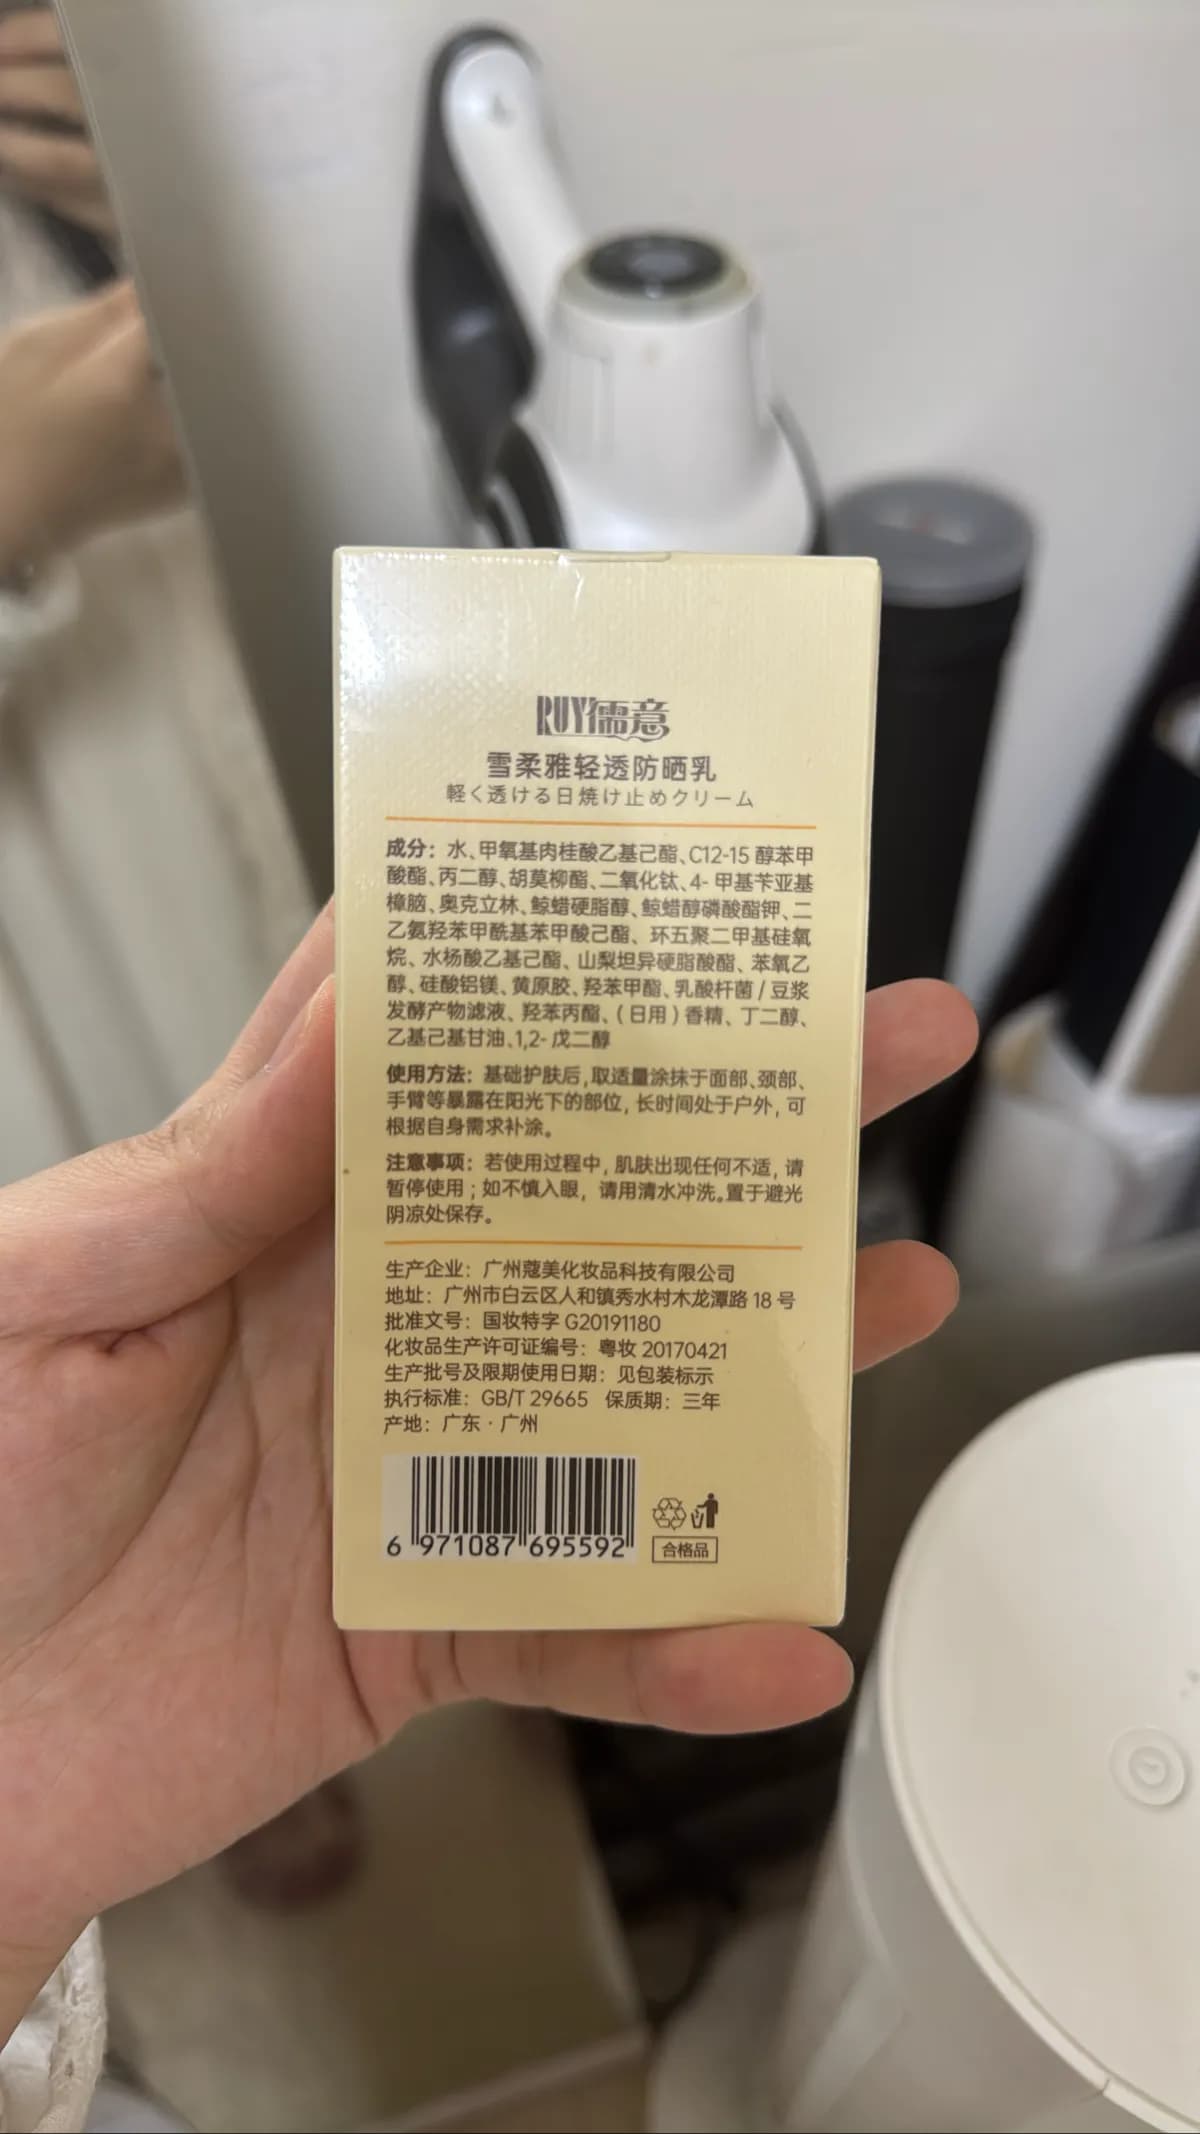 RUY儒意
雪柔雅轻透防晒乳
軽く透ける日焼け止めクリーム
成分：水、甲氧基肉桂酸乙基己酯、C12-15 醇苯甲
酸酯、丙二醇、胡莫柳酯、二氧化钛、4- 甲基苄亚基
樟脑、奥克立林、鲸蜡硬脂醇、鲸蜡醇磷酸酯钾、二
乙氨羟苯甲酰基苯甲酸己酯、环五聚二甲基硅氧
烷、水杨酸乙基己酯、山梨坦异硬脂酸酯、苯氧乙
醇、硅酸铝镁、黄原胶、羟苯甲酯、乳酸杆菌 / 豆浆
发酵产物滤液、羟苯丙酯、（日用）香精、丁二醇、
乙基己基甘油、1,2- 戊二醇
使用方法：基础护肤后，取适量涂抹于面部、颈部、
手臂等暴露在阳光下的部位，长时间处于户外，可
根据自身需求补涂。
注意事项：若使用过程中，肌肤出现任何不适，请
暂停使用；如不慎入眼，请用清水冲洗。置于避光
阴凉处保存。
生产企业：广州蔻美化妆品科技有限公司
地址：广州市白云区人和镇秀水村木龙潭路 18 号
批准文号：国妆特字 G20191180
化妆品生产许可证编号：粤妆 20170421
生产批号及限期使用日期：见包装标示
执行标准：GB/T 29665 保质期：三年
产地：广东 · 广州
6 971087 695592
合格品